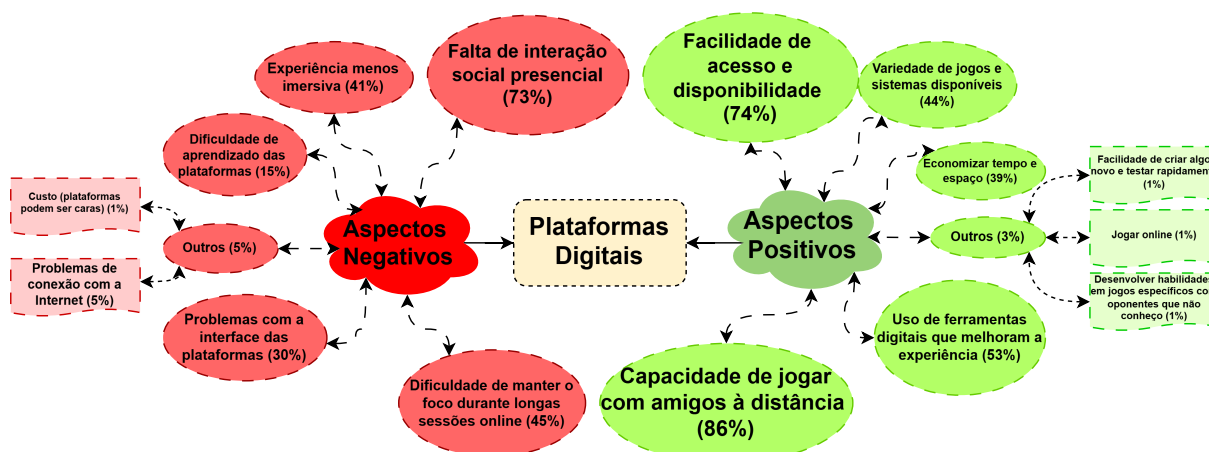 Falta de interação
social presencial
(73%)
Experiência menos
imersiva (41%)
Dificuldade de
aprendizado das
plataformas (15%)
Custo (plataformas
podem ser caras) (1%)
Outros (5%)
Problemas de
conexão com a
Internet (5%)
Problemas com a
interface das
plataformas (30%)
Dificuldade de manter o
foco durante longas
sessões online (45%)
Aspectos
Negativos
Plataformas
Digitais
Aspectos
Positivos
Facilidade de
acesso e
disponibilidade
(74%)
Variedade de jogos e
sistemas disponíveis
(44%)
Economizar tempo e
espaço (39%)
Outros (3%)
Facilidade de criar algo
novo e testar rapidament
(1%)
Jogar online (1%)
Desenvolver habilidades
em jogos específicos con
oponentes que não
conheço (1%)
Uso de ferramentas
digitais que melhoram a
experiência (53%)
Capacidade de jogar
com amigos à distância
(86%)